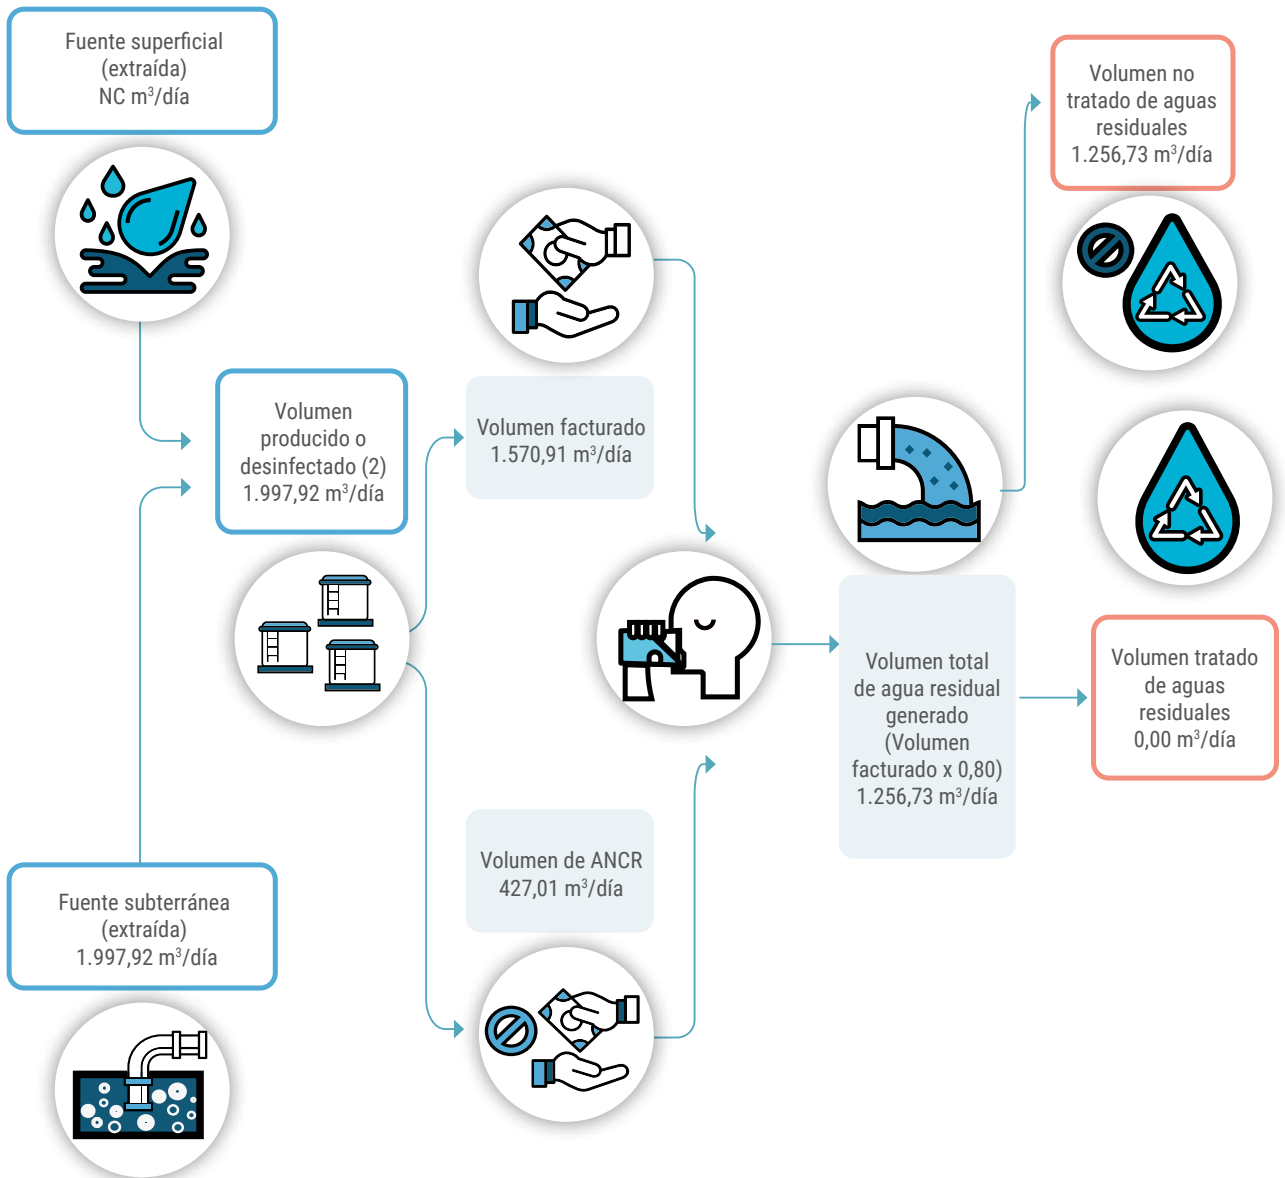 Fuente superficial
(extraída)
NC m³/día
Volumen
producido o
desinfectado (2)
1.997,92 m³/día
Fuente subterránea
(extraída)
1.997,92 m³/día
Volumen facturado
1.570,91 m³/día
Volumen de ANCR
427,01 m³/día
Volumen total
de agua residual
generado
(Volumen
facturado x 0,80)
1.256,73 m³/día
Volumen no
tratado de aguas
residuales
1.256,73 m³/día
Volumen tratado
de aguas
residuales
0,00 m³/día